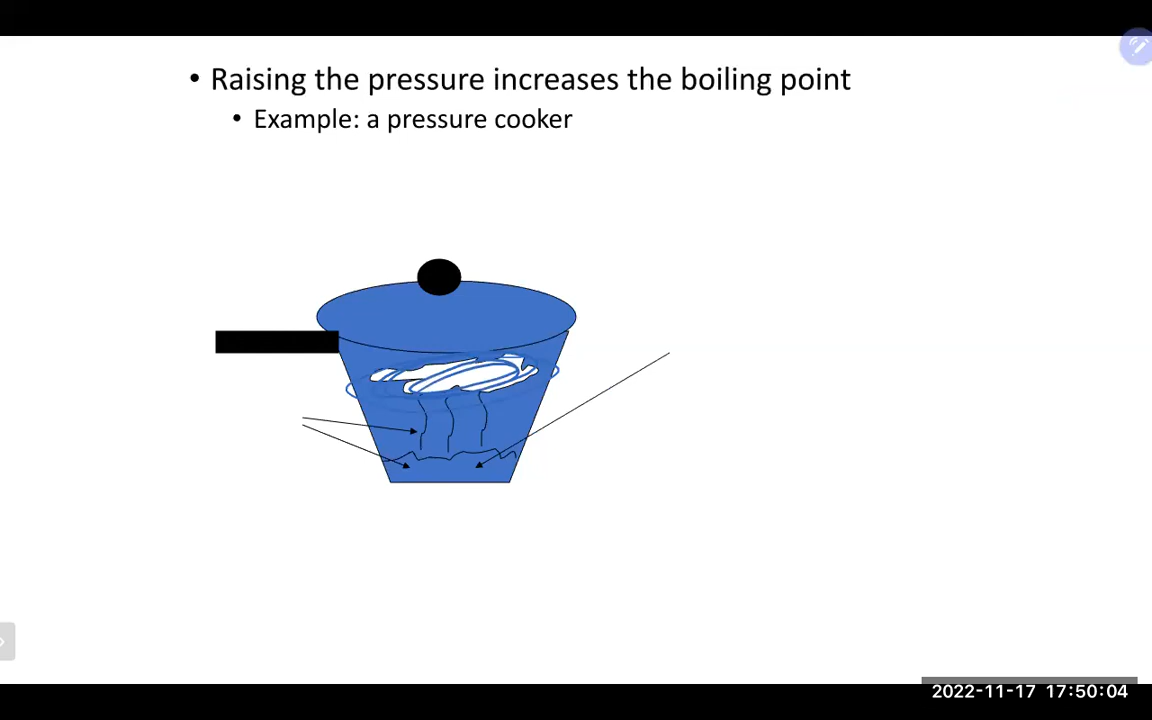 • Raising the pressure increases the boiling point
• Example: a pressure cooker
2022-11-17 17:50:04